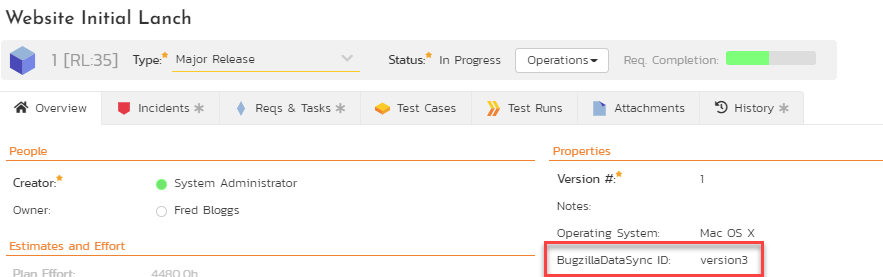 Website Initial Lanch
1 [RL:35] Type:* Major Release Status:* In Progress Operations Req. Completion:
Overview Incidents * Reqs & Tasks * Test Cases Test Runs Attachments History *
People
Creator:* System Administrator
Owner: Fred Bloggs
Estimates and Effort
Plan Effort: 4480.0h
Properties
Version #:* 1
Notes:
Operating System: Mac OS X
BugzillaDataSync ID: version3